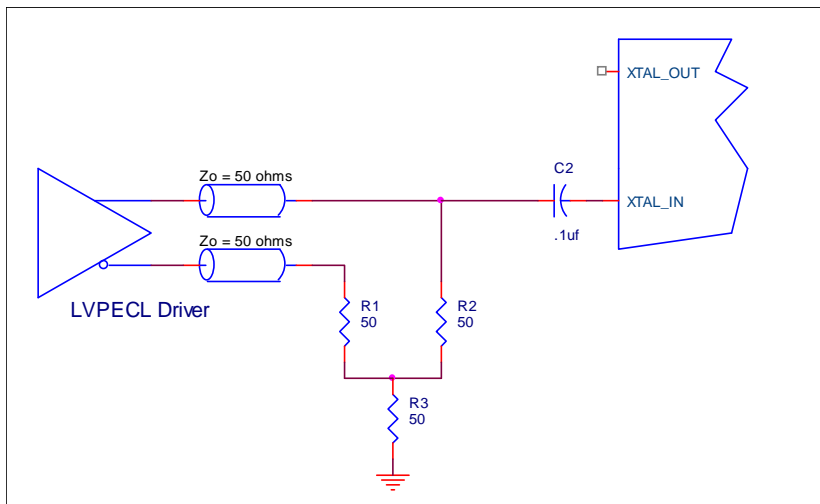 XTAL_OUT
Zo = 50 ohms
C2
XTAL_IN
.1uf
Zo = 50 ohms
LVPECL Driver
R1
50
R2
50
R3
50